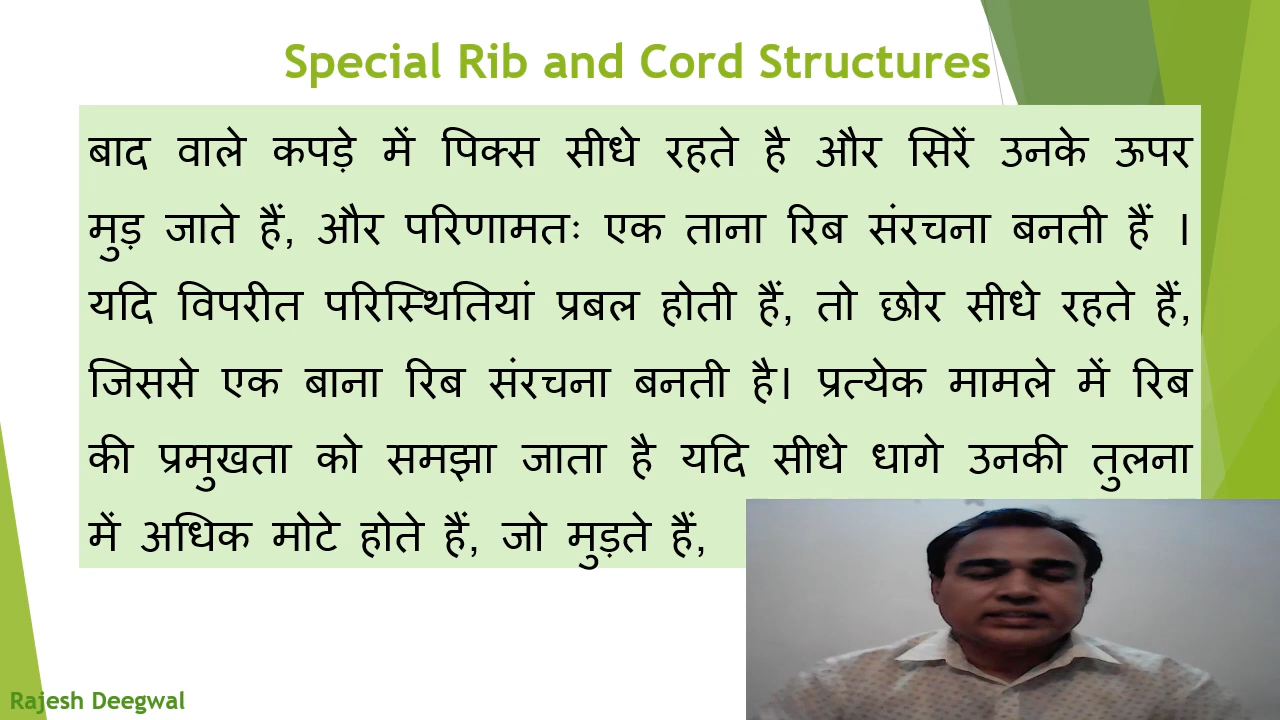 Special Rib and Cord Structures
बाद वाले कपड़े में पिक्स सीधे रहते है और सिरें उनके ऊपर
मुड़ जाते हैं, और परिणामतः एक ताना रिब संरचना बनती हैं ।
यदि विपरीत परिस्थितियां प्रबल होती हैं, तो छोर सीधे रहते हैं,
जिससे एक बाना रिब संरचना बनती है। प्रत्येक मामले में रिब
की प्रमुखता को समझा जाता है यदि सीधे धागे उनकी तुलना
में अधिक मोटे होते हैं, जो मुड़ते हैं,
Rajesh Deegwal